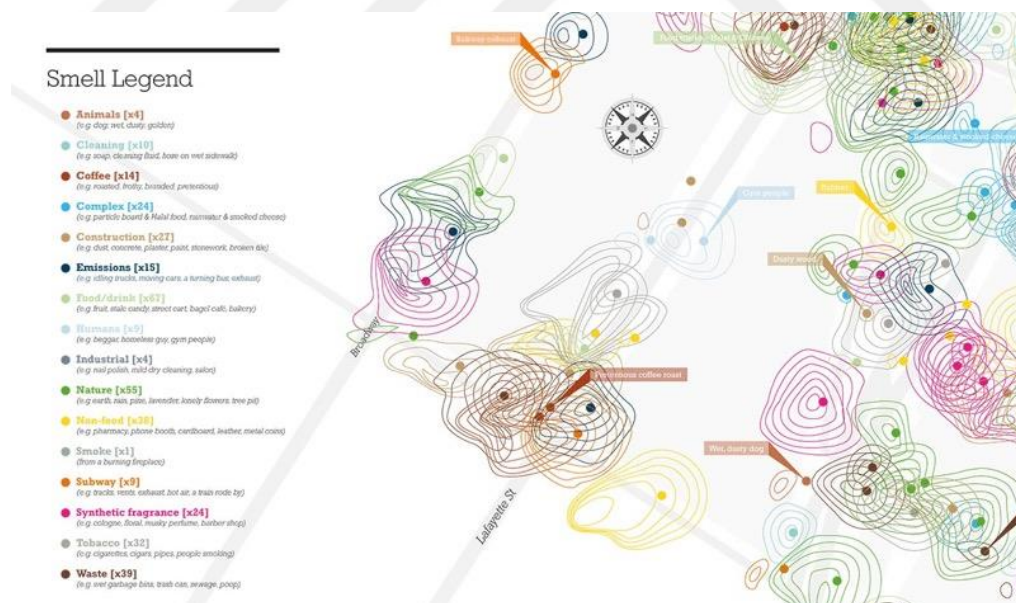 Smell Legend
Animals [x4]
(e.g. dog; wet, dusty, golden)
Cleaning [x10]
(e.g. soap, cleaning fluid, hose on wet sidewalk)
Coffee [x14]
(e.g. roasted, frothy, branded, pretentious)
Complex [x24]
(e.g. particle board & Halal food, rainwater & smoked cheese)
Construction [x27]
(e.g. dust, concrete, plaster, paint, stonework, broken tile)
Emissions [x15]
(e.g. idling trucks, moving cars, a turning bus, exhaust)
Food/drink [x67]
(e.g. fruit, stale candy, street cart, bagel café, bakery)
Humans [x9]
(e.g. beggar, homeless guy, gym people)
Industrial [x4]
(e.g. nail polish, mild dry cleaning, salon)
Nature [x55]
(e.g. earth, rain, pine, lavender, lonely flowers, tree pit)
Non-food [x38]
(e.g. pharmacy, phone booth, cardboard, leather, metal coins)
Smoke [x1]
(from a burning fireplace)
Subway [x9]
(e.g. tracks, vents, exhaust, hot air, a train rode by)
Synthetic fragrance [x24]
(e.g. cologne, floral, musky perfume, barber shop)
Tobacco [x32]
(e.g. cigarettes, cigars, pipes, people smoking)
Waste [x39]
(e.g. wet garbage bins, trash can, sewage, poop)
Subway exhaust
Gym people
Dusty wood
Broadway
Pretentious coffee roast
Wet, dusty dog
Lafayette St